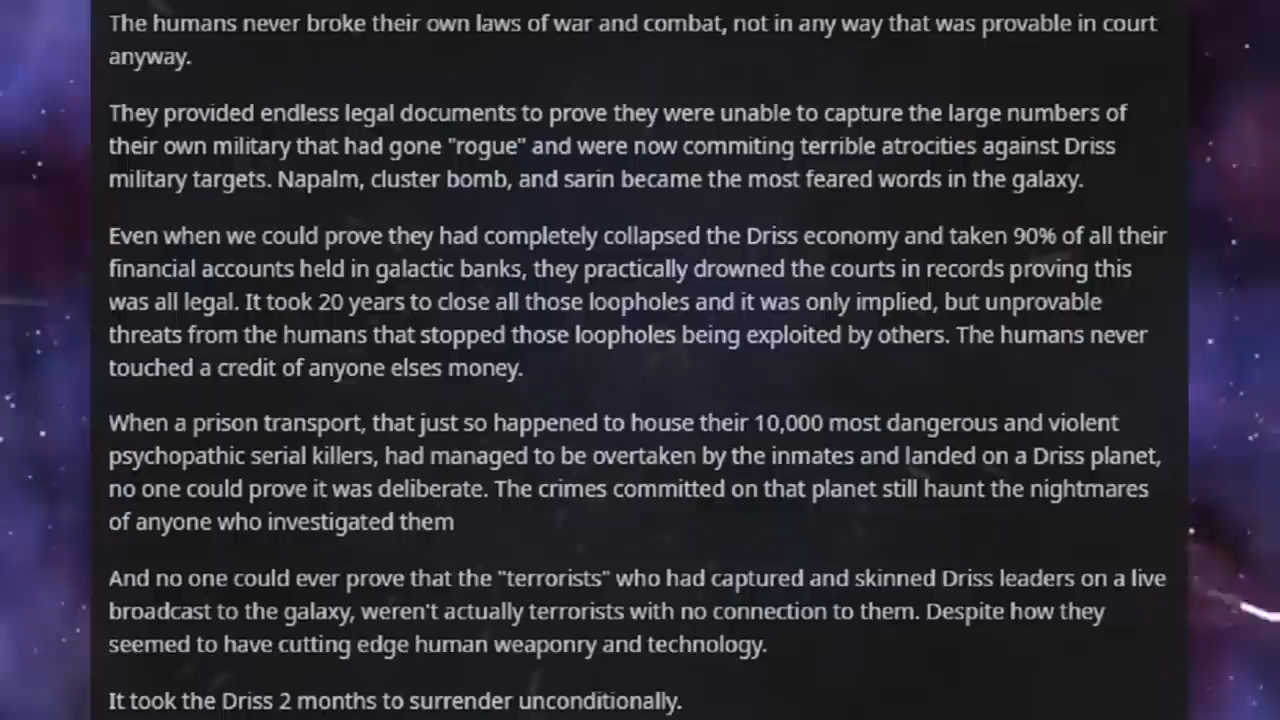 The humans never broke their own laws of war and combat, not in any way that was provable in court
anyway.
They provided endless legal documents to prove they were unable to capture the large numbers of
their own military that had gone "rogue" and were now commiting terrible atrocities against Driss
military targets. Napalm, cluster bomb, and sarin became the most feared words in the galaxy.
Even when we could prove they had completely collapsed the Driss economy and taken 90% of all their
financial accounts held in galactic banks, they practically drowned the courts in records proving this
was all legal. It took 20 years to close all those loopholes and it was only implied, but unprovable
threats from the humans that stopped those loopholes being exploited by others. The humans never
touched a credit of anyone elses money.
When a prison transport, that just so happened to house their 10,000 most dangerous and violent
psychopathic serial killers, had managed to be overtaken by the inmates and landed on a Driss planet,
no one could prove it was deliberate. The crimes committed on that planet still haunt the nightmares
of anyone who investigated them
And no one could ever prove that the "terrorists" who had captured and skinned Driss leaders on a live
broadcast to the galaxy, weren't actually terrorists with no connection to them. Despite how they
seemed to have cutting edge human weaponry and technology.
It took the Driss 2 months to surrender unconditionally.